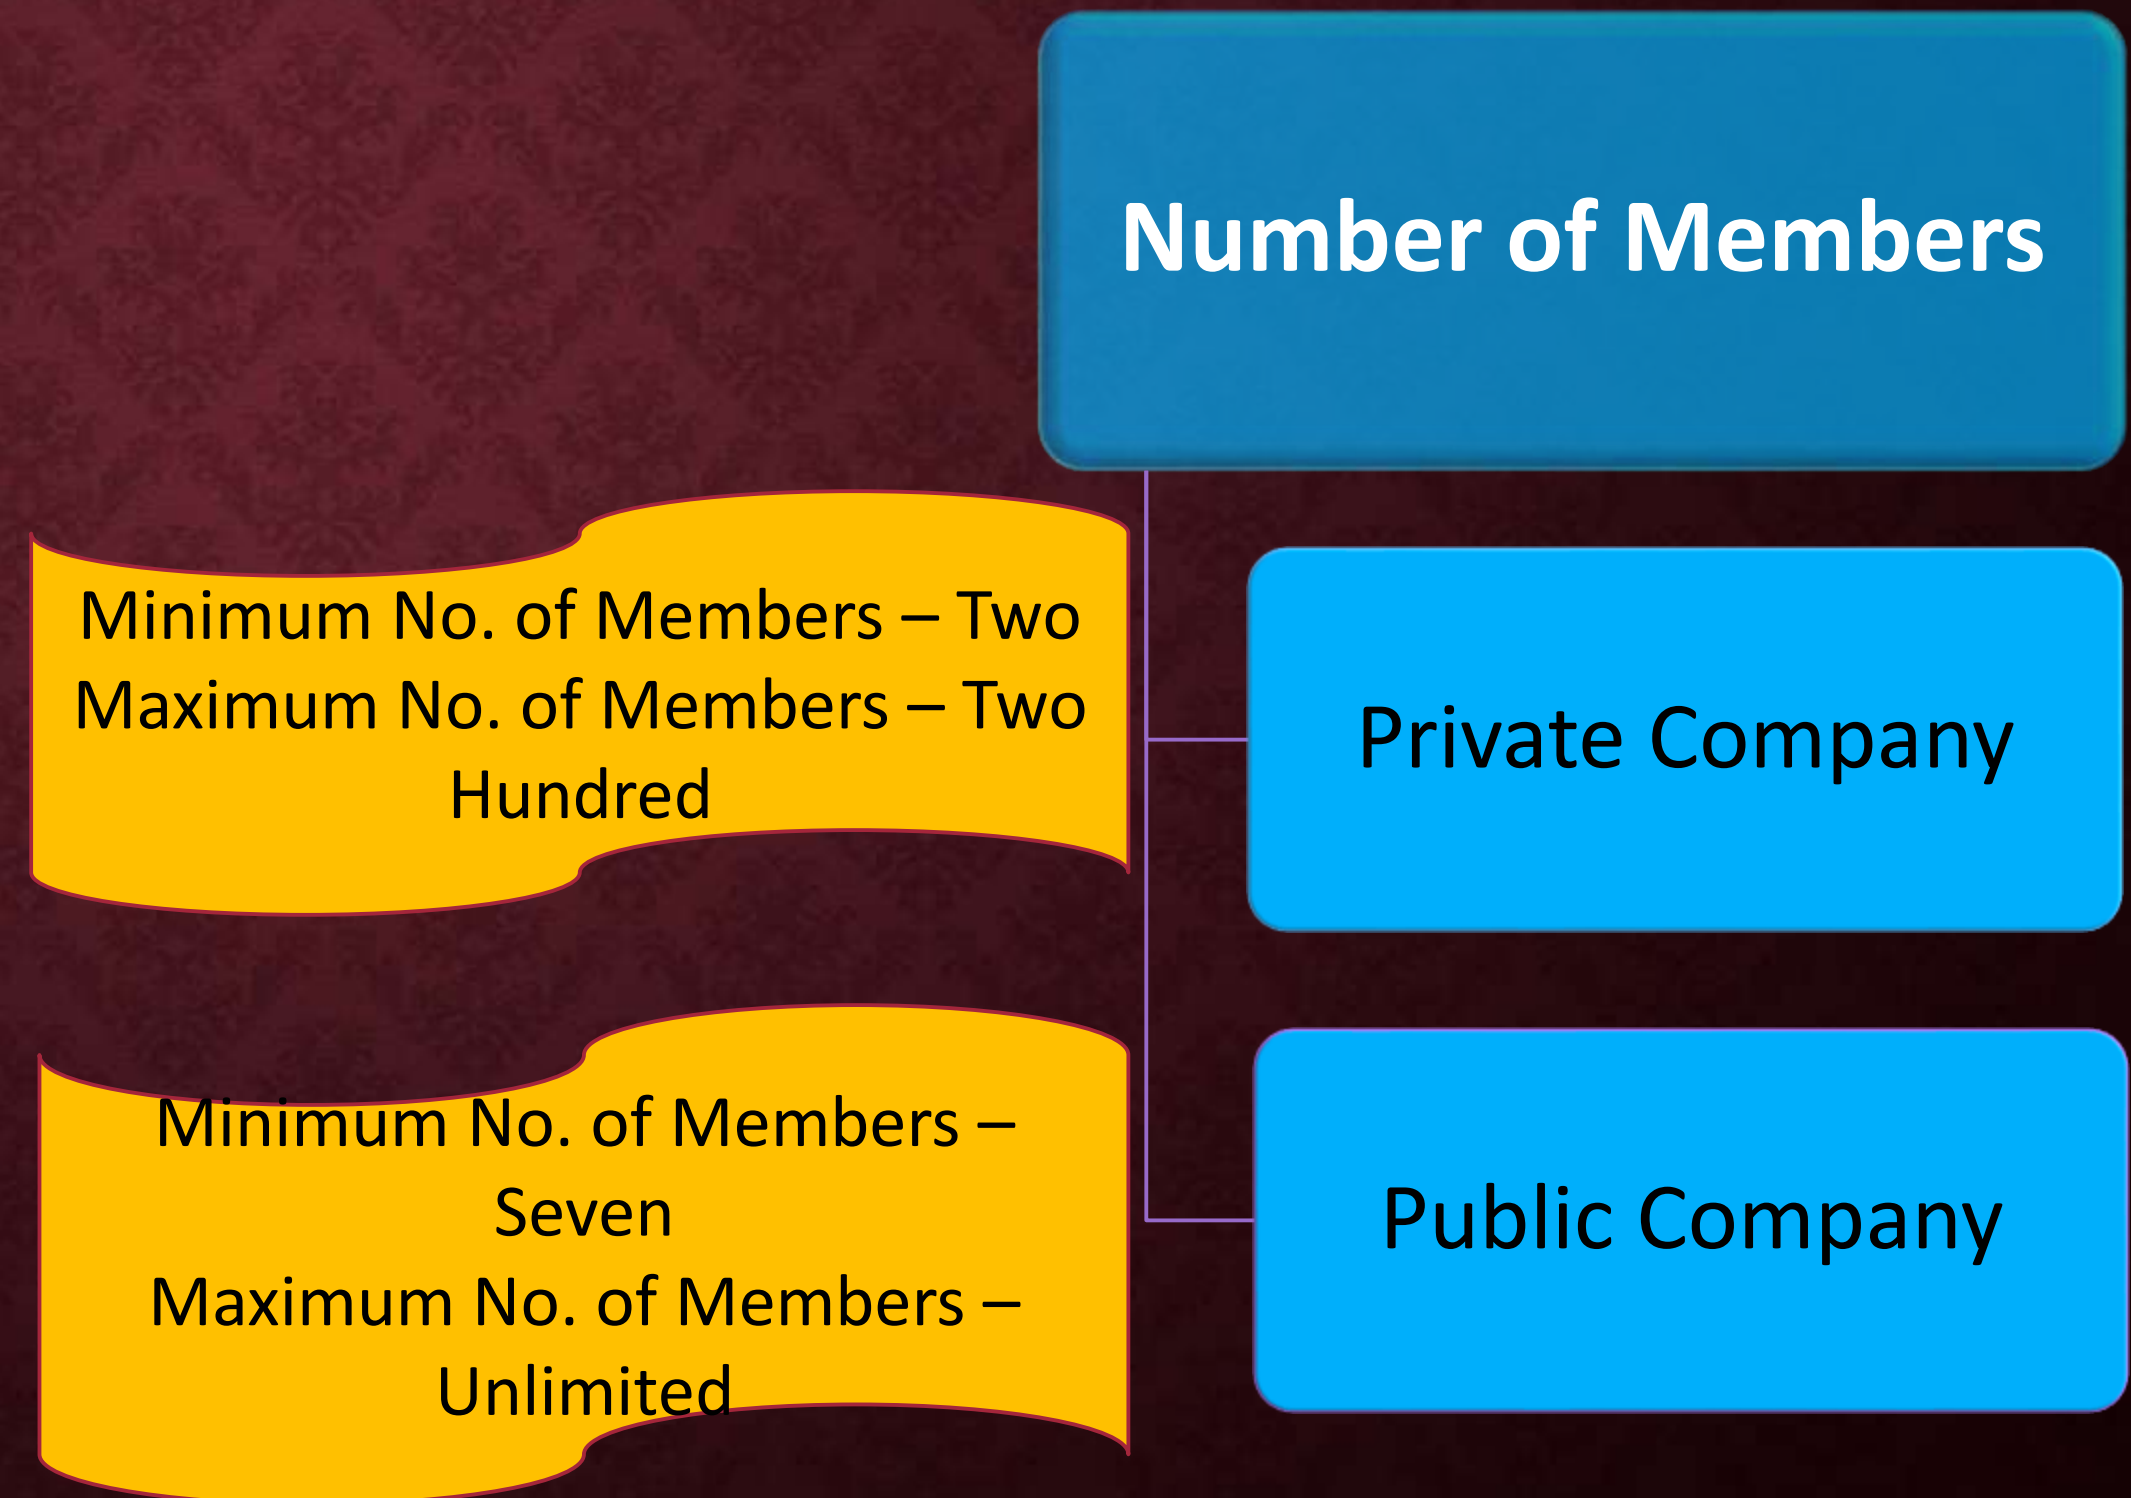 Number of Members
Minimum No. of Members – Two
Maximum No. of Members – Two
Hundred
Private Company
Minimum No. of Members –
Seven
Maximum No. of Members –
Unlimited
Public Company